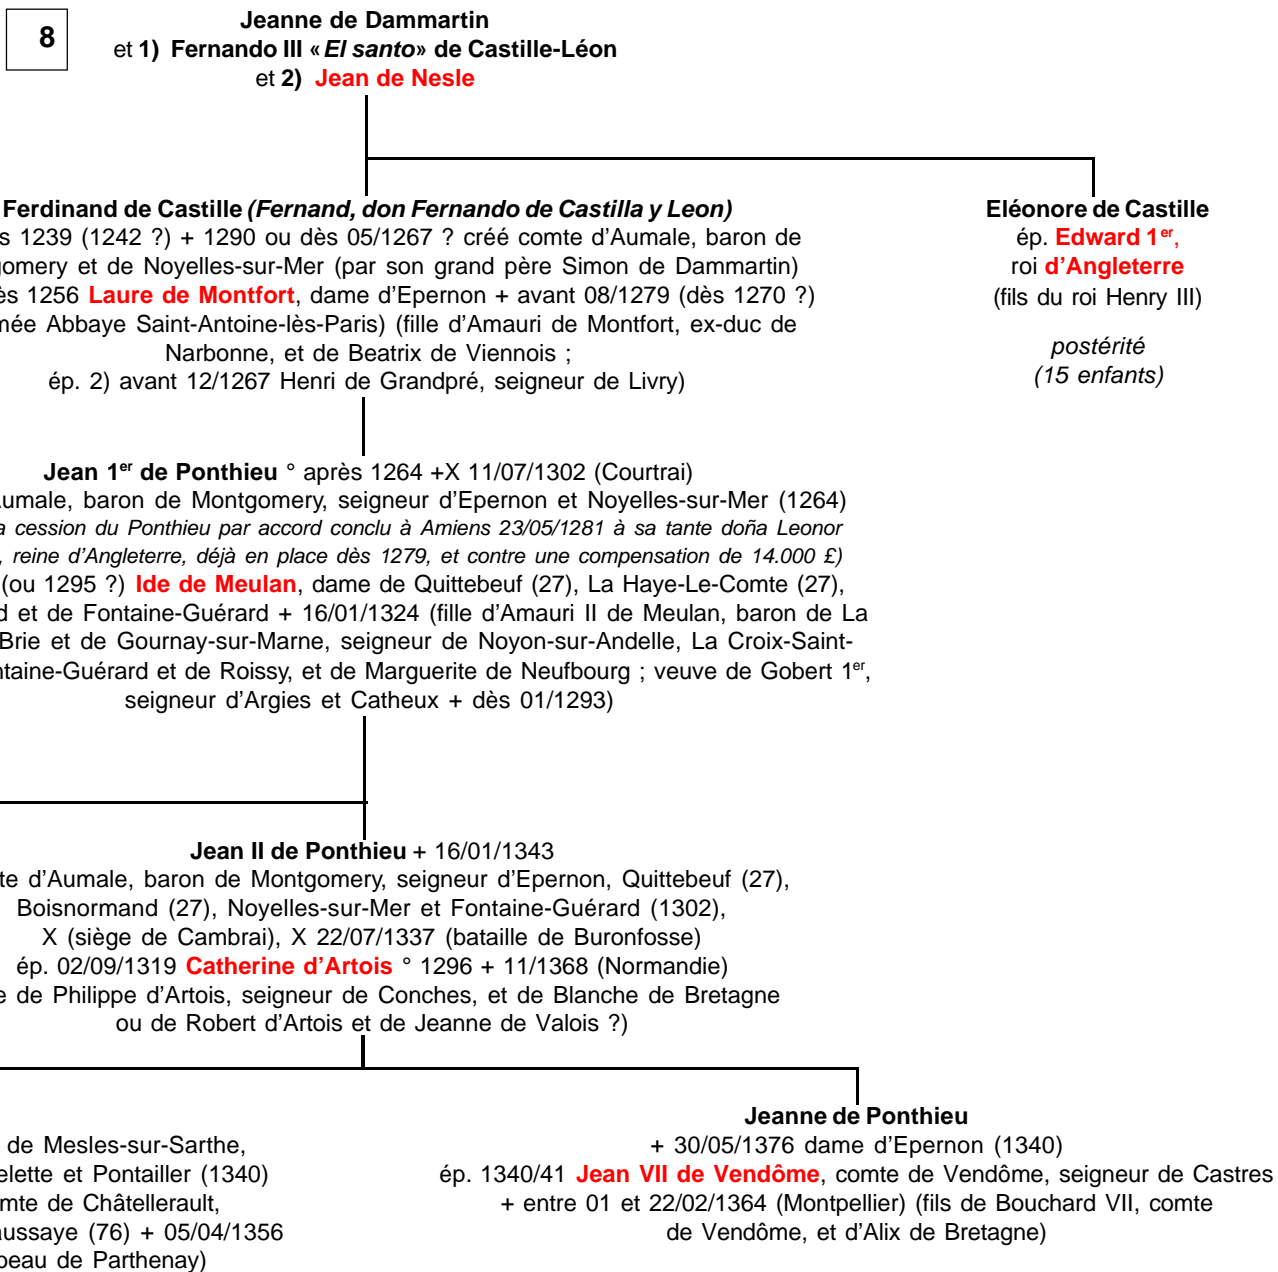 8
Jeanne de Dammartin
et 1) Fernando III «El santo» de Castille-Léon
et 2) Jean de Nesle
Ferdinand de Castille (Fernand, don Fernando de Castilla y Leon)
1239 (1242 ?) + 1290 ou dès 05/1267 ? créé comte d’Aumale, baron de
et de Noyelles-sur-Mer (par son grand père Simon de Dammartin)
1256 Laure de Montfort, dame d’Epernon + avant 08/1279 (dès 1270 ?)
Abbaye Saint-Antoine-lès-Paris) (fille d’Amauri de Montfort, ex-duc de
Narbonne, et de Beatrix de Viennois ;
ép. 2) avant 12/1267 Henri de Grandpré, seigneur de Livry)
Eléonore de Castille
ép. Edward 1er,
roi d’Angleterre
(fils du roi Henry III)
postérité
(15 enfants)
Jean 1er de Ponthieu ° après 1264 +X 11/07/1302 (Courtrai)
baron de Montgomery, seigneur d’Epernon et Noyelles-sur-Mer (1264)
cession du Ponthieu par accord conclu à Amiens 23/05/1281 à sa tante doña Leonor
, reine d’Angleterre, déjà en place dès 1279, et contre une compensation de 14.000 £)
(ou 1295 ?) Ide de Meulan, dame de Quittebeuf (27), La Haye-Le-Comte (27),
et de Fontaine-Guérard + 16/01/1324 (fille d’Amauri II de Meulan, baron de La
Brie et de Gournay-sur-Marne, seigneur de Noyon-sur-Andelle, La Croix-Saint-
et de Roissy, et de Marguerite de Neufbourg ; veuve de Gobert 1er,
seigneur d’Argies et Catheux + dès 01/1293)
Jean II de Ponthieu + 16/01/1343
d’Aumale, baron de Montgomery, seigneur d’Epernon, Quittebeuf (27),
Boisnormand (27), Noyelles-sur-Mer et Fontaine-Guérard (1302),
X (siège de Cambrai), X 22/07/1337 (bataille de Buronfosse)
ép. 02/09/1319 Catherine d’Artois ° 1296 + 11/1368 (Normandie)
de Philippe d’Artois, seigneur de Conches, et de Blanche de Bretagne
ou de Robert d’Artois et de Jeanne de Valois ?)
de Mesles-sur-Sarthe,
et Pontailler (1340)
de Châtellerault,
(76) + 05/04/1356
de Parthenay)
Jeanne de Ponthieu
+ 30/05/1376 dame d’Epernon (1340)
ép. 1340/41 Jean VII de Vendôme, comte de Vendôme, seigneur de Castres
+ entre 01 et 22/02/1364 (Montpellier) (fils de Bouchard VII, comte
de Vendôme, et d’Alix de Bretagne)